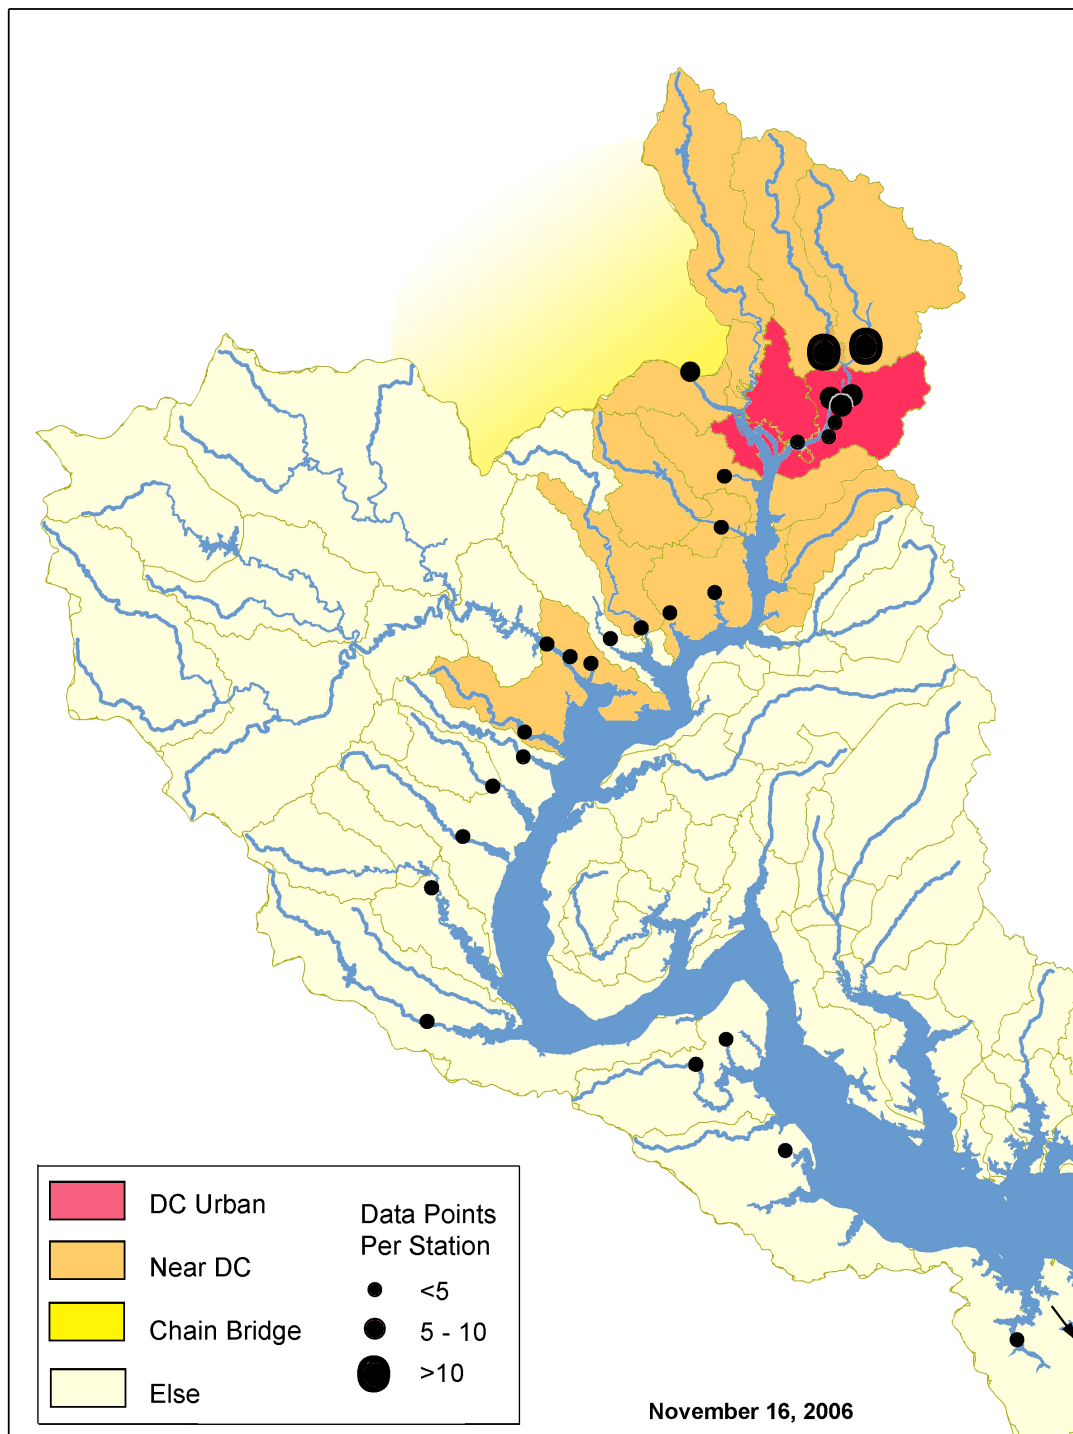 DC Urban
Near DC
Chain Bridge
Else
Data Points
Per Station
<5
5 - 10
>10
November 16, 2006